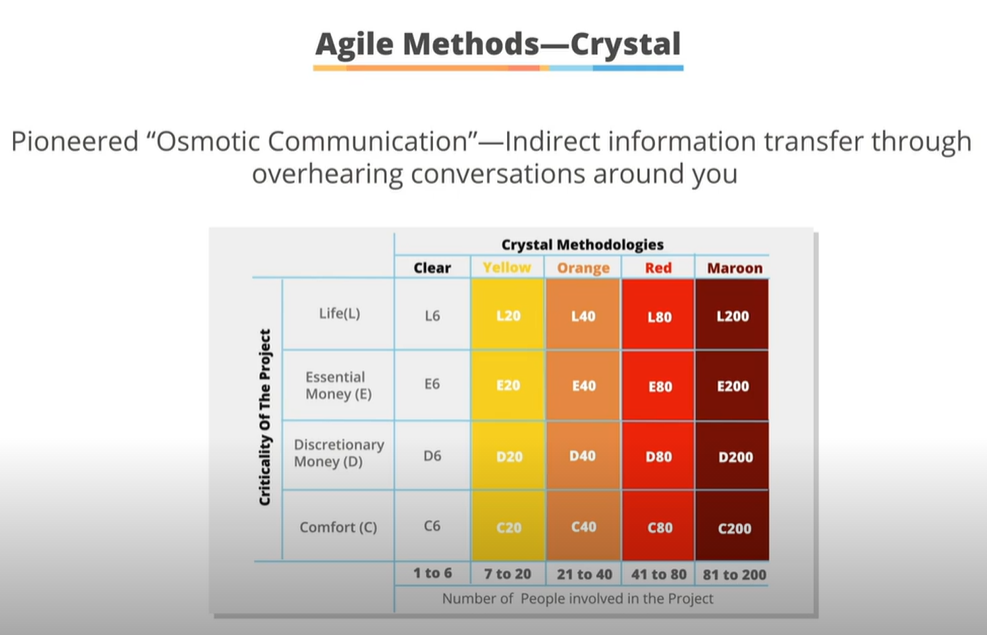 Agile Methods—Crystal
Pioneered “Osmotic Communication”—Indirect information transfer through
overhearing conversations around you
Crystal Methodologies
Clear Yellow Orange Red Maroon
Criticality Of The Project
Life(L) L6 L20 L40 L80 L200
Essential
Money (E) E6 E20 E40 E80 E200
Discretionary
Money (D) D6 D20 D40 D80 D200
Comfort (C) C6 C20 C40 C80 C200
1 to 6 7 to 20 21 to 40 41 to 80 81 to 200
Number of People involved in the Project